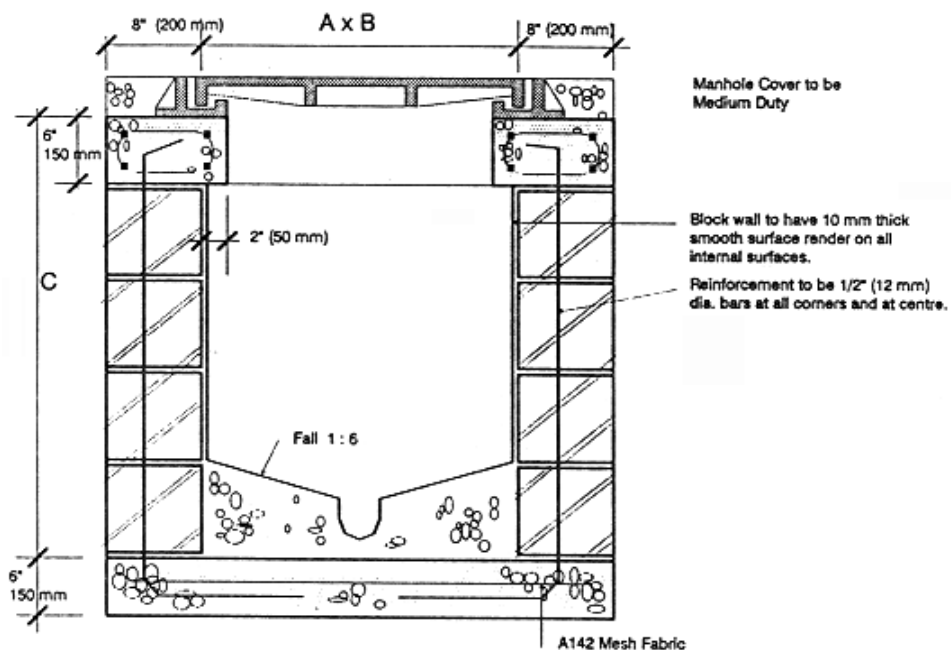 8" (200 mm)
A x B
8" (200 mm)
Manhole Cover to be
Medium Duty
6"
150 mm
2" (50 mm)
Block wall to have 10 mm thick
smooth surface render on all
internal surfaces.
C
Reinforcement to be 1/2" (12 mm)
dia. bars at all corners and at centre.
Fall 1 : 6
6"
150 mm
A142 Mesh Fabric